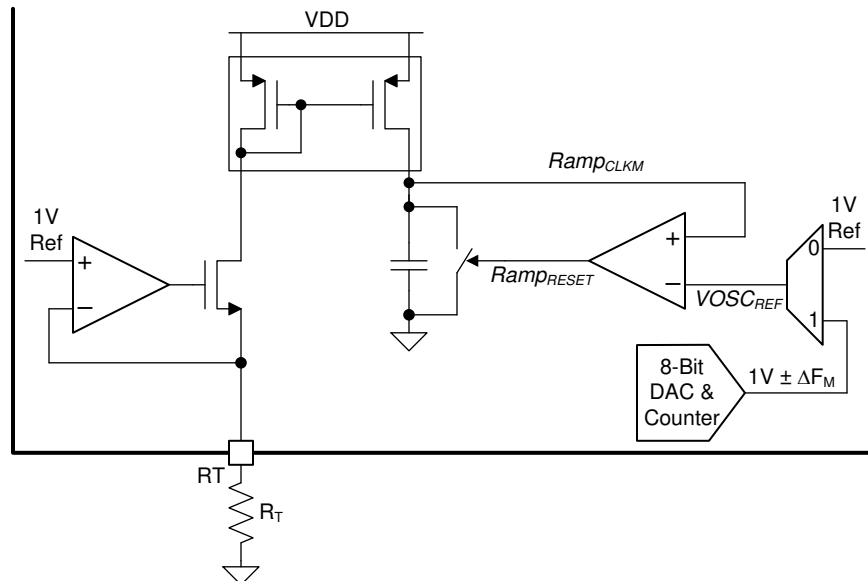 VDD
Ramp_CLKM
1V
Ref
+
−
1V
Ref
+
−
0
1
Ramp_RESET
VOSC_REF
8-Bit
DAC &
Counter
1V ± ΔF_M
RT
R_T